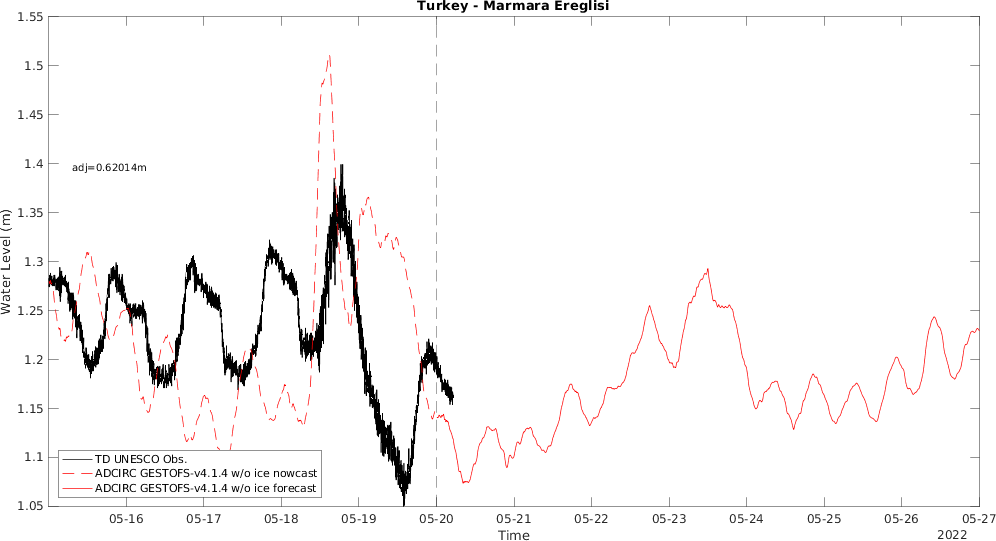 Turkey - Marmara Ereglisi
1.55
1.5
1.45
1.4
1.35
1.3
1.25
1.2
1.15
1.1
1.05
Water Level (m)
adj=0.62014m
TD UNESCO Obs.
ADCIRC GESTOFS-v4.1.4 w/o ice nowcast
ADCIRC GESTOFS-v4.1.4 w/o ice forecast
05-16 05-17 05-18 05-19 05-20 05-21 05-22 05-23 05-24 05-25 05-26 05-27
Time
2022